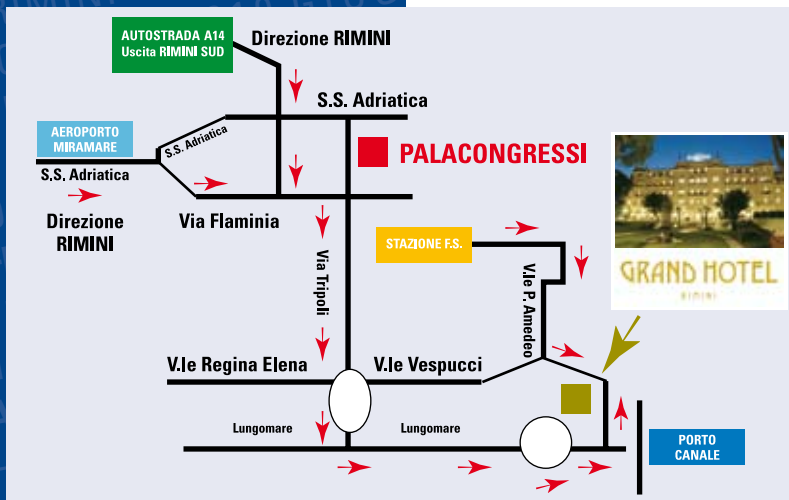 AUTOSTRADA A14
Uscita RIMINI SUD
Direzione RIMINI
S.S. Adriatica
AEROPORTO
MIRAMARE
S.S. Adriatica
PALACONGRESSI
S.S. Adriatica
Direzione
RIMINI
Via Flaminia
STAZIONE F.S.
GRAND HOTEL
RIMINI
Via Tripoli
V.le P. Amedeo
V.le Regina Elena
V.le Vespucci
Lungomare
Lungomare
PORTO
CANALE